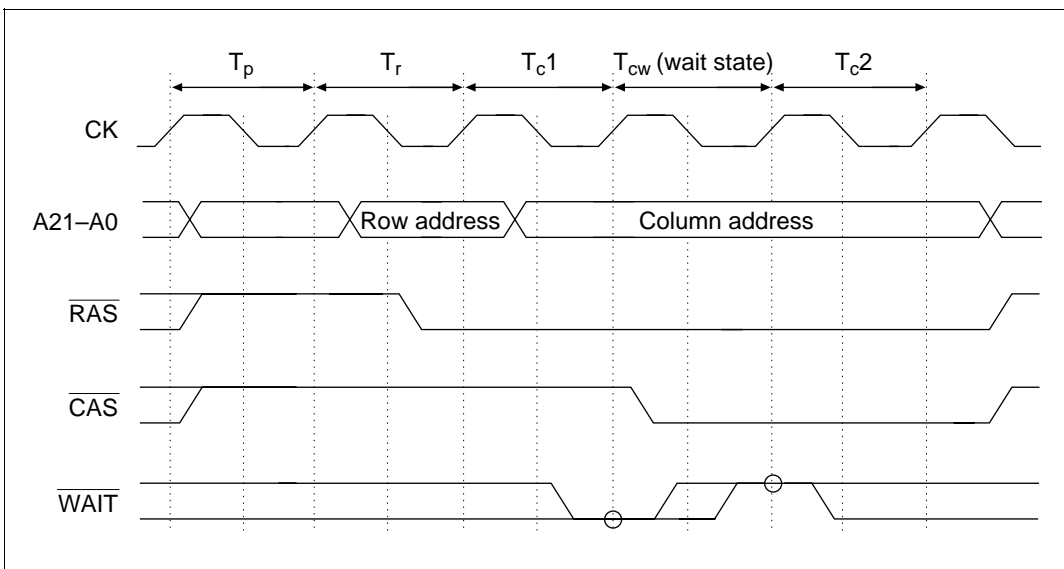 Tp Tr Tc1 Tcw (wait state) Tc2
CK
A21–A0 Row address Column address
RAS
CAS
WAIT